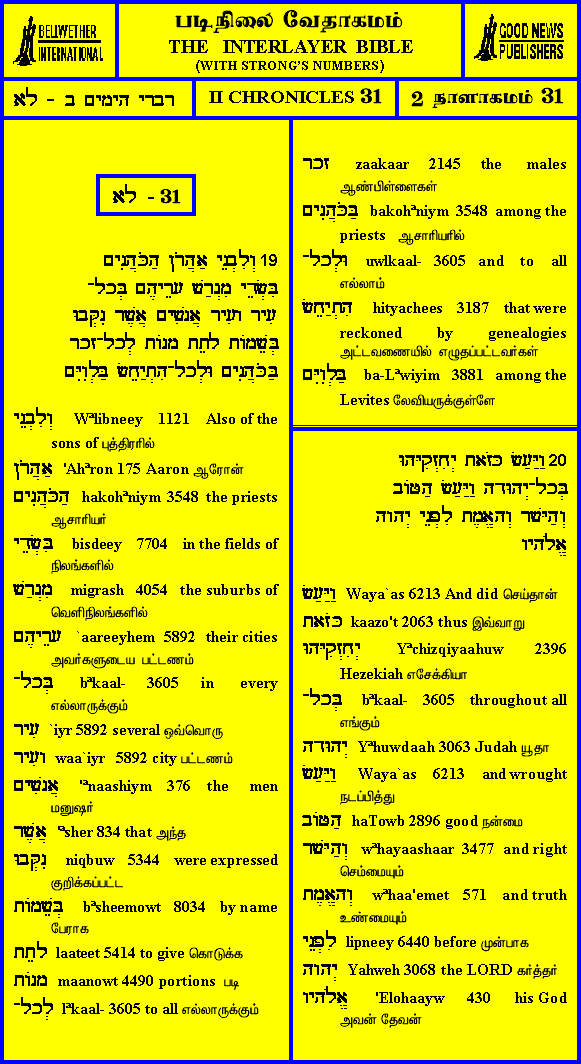 BELLWETHER
INTERNATIONAL
படிநிலை வேதாகமம்
THE INTERLAYER BIBLE
(WITH STRONG'S NUMBERS)
GOOD NEWS
PUBLISHERS
דברי הימים ב - לא
II CHRONICLES 31
2 நாளாகமம் 31
לא - 31
19 וְלִבְנֵי אַהֲרֹן הַכֹּהֲנִים
בִּשְׂדֵי מִגְרַשׁ עָרֵיהֶם בְּכָל־
עִיר וָעִיר אֲנָשִׁים אֲשֶׁר נִקְּבוּ
בְּשֵׁמוֹת לָתֵת מָנוֹת לְכָל־זָכָר
בַּכֹּהֲנִים וּלְכָל־הִתְיַחֵשׂ בַּלְוִיִּם
וְלִבְנֵי Wᵊlibneey 1121 Also of the
sons of புத்திரரில்
אַהֲרֹן 'Ahᵃron 175 Aaron ஆரோன்
הַכֹּהֲנִים hakohᵃniym 3548 the priests
ஆசாரியர்
בִּשְׂדֵי bisdeey 7704 in the fields of
நிலங்களில்
מִגְרַשׁ migrash 4054 the suburbs of
வெளிநிலங்களில்
עָרֵיהֶם `aareeyhem 5892 their cities
அவர்களுடைய பட்டணம்
בְּכָל־ bᵊkaal- 3605 in every
எல்லாருக்கும்
עִיר `iyr 5892 several ஒவ்வொரு
וָעִיר waa`iyr 5892 city பட்டணம்
אֲנָשִׁים 'ᵃnaashiym 376 the men
மனுஷர்
אֲשֶׁר ᵃsher 834 that அந்த
נִקְּבוּ niqbuw 5344 were expressed
குறிக்கப்பட்ட
בְּשֵׁמוֹת bᵊsheemowt 8034 by name
பேராக
לָתֵת laateet 5414 to give கொடுக்க
מָנוֹת maanowt 4490 portions படி
לְכָל־ lᵊkaal- 3605 to all எல்லாருக்கும்
זָכָר zaakaar 2145 the males
ஆண்பிள்ளைகள்
בַּכֹּהֲנִים bakohᵃniym 3548 among the
priests ஆசாரியரில்
וּלְכָל־ uwlkaal- 3605 and to all
எல்லாம்
הִתְיַחֵשׂ hityachees 3187 that were
reckoned by genealogies
அட்டவணையில் எழுதப்பட்டவர்கள்
בַּלְוִיִּם ba-Lᵊwiyim 3881 among the
Levites லேவியருக்குள்ளே
20 וַיַּעַשׂ כָּזֹאת יְחִזְקִיָּהוּ
בְּכָל־יְהוּדָה וַיַּעַשׂ הַטּוֹב
וְהַיָּשָׁר וְהָאֱמֶת לִפְנֵי יְהוָה
אֱלֹהָיו
וַיַּעַשׂ Waya`as 6213 And did செய்தான்
כָּזֹאת kaazo't 2063 thus இவ்வாறு
יְחִזְקִיָּהוּ Yᵊchizqiyaahuw 2396
Hezekiah எசேக்கியா
בְּכָל־ bᵊkaal- 3605 throughout all
எங்கும்
יְהוּדָה Yᵊhuwdaah 3063 Judah யூதா
וַיַּעַשׂ Waya`as 6213 and wrought
நடப்பித்து
הַטּוֹב haTowb 2896 good நன்மை
וְהַיָּשָׁר wᵊhayaashaar 3477 and right
செம்மையும்
וְהָאֱמֶת wᵊhaa'emet 571 and truth
உண்மையும்
לִפְנֵי lipneey 6440 before முன்பாக
יְהוָה Yahweh 3068 the LORD கர்த்தர்
אֱלֹהָיו 'Elohaayw 430 his God
அவன் தேவன்